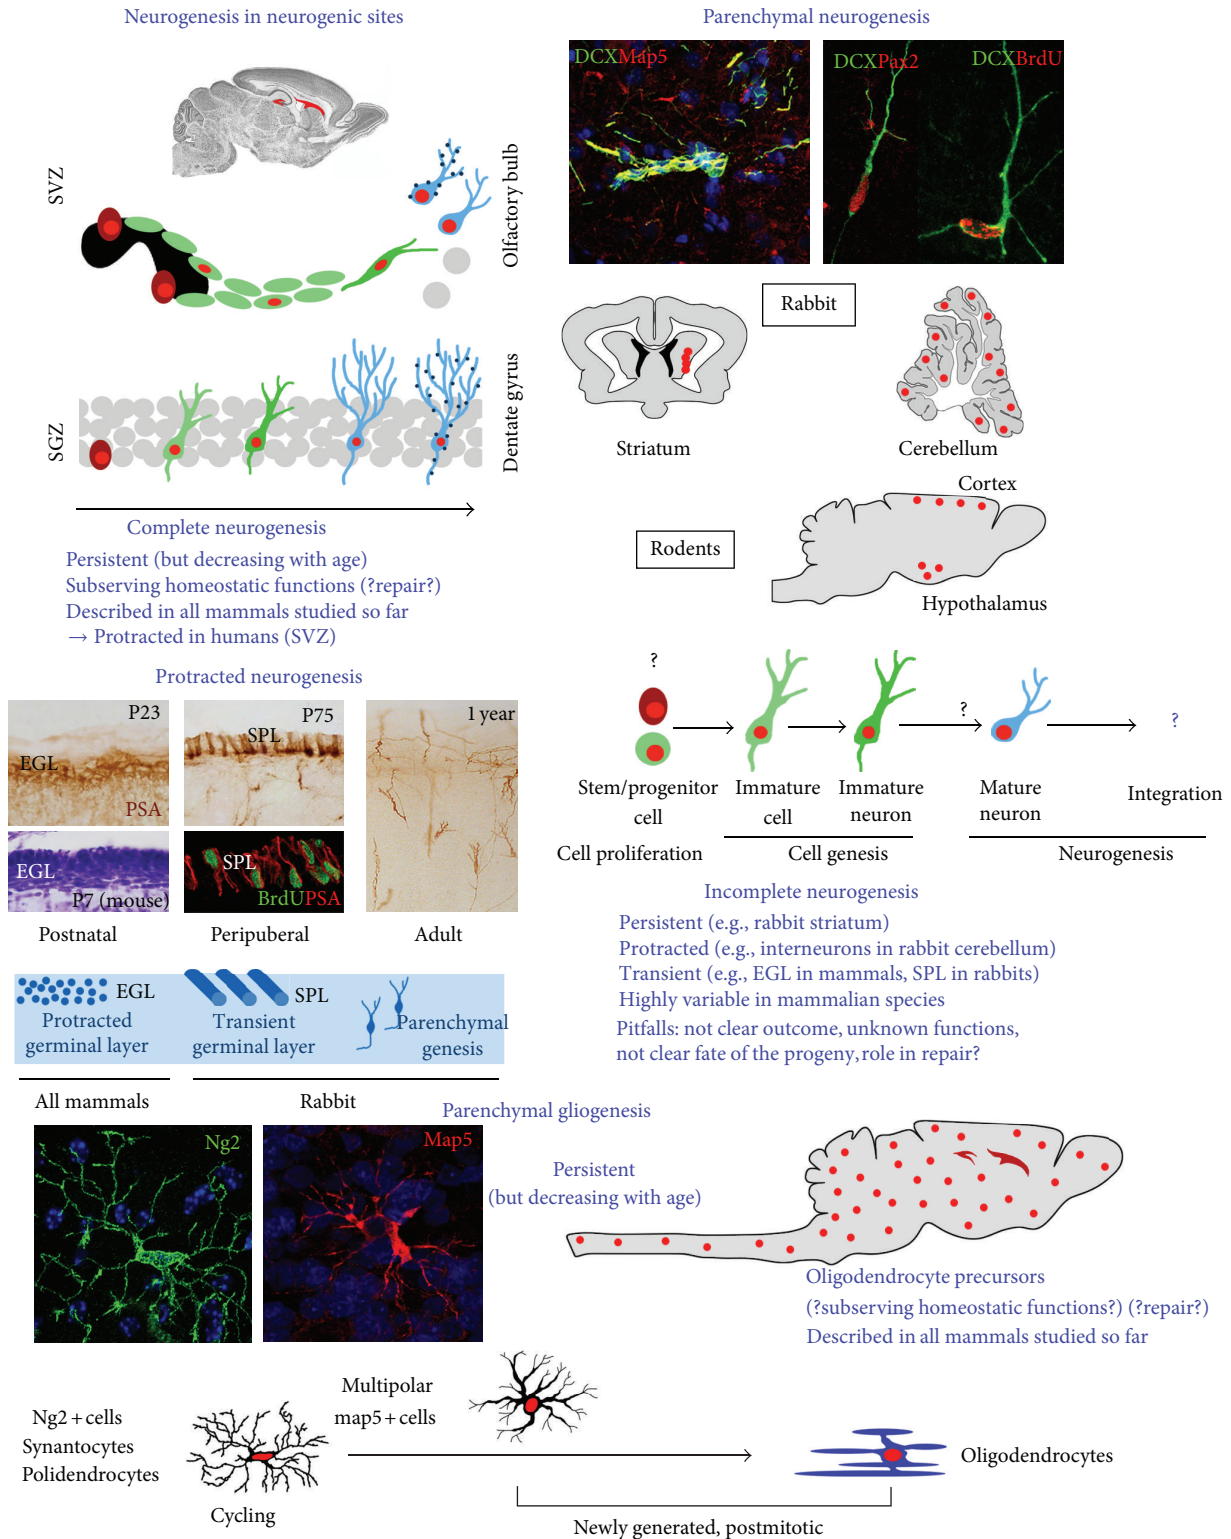 Neurogenesis in neurogenic sites
SVZ
Olfactory bulb
SGZ
Dentate gyrus
Complete neurogenesis
Persistent (but decreasing with age)
Subserving homeostatic functions (?repair?)
Described in all mammals studied so far
→ Protracted in humans (SVZ)
Protracted neurogenesis
P23
EGL
PSA
P75
SPL
1 year
EGL
P7 (mouse)
SPL
BrdUPSA
Postnatal
Peripuberal
Adult
EGL
SPL
Protracted
germinal layer
Transient
germinal layer
Parenchymal
genesis
All mammals
Rabbit
Parenchymal neurogenesis
DCXMap5
DCXPax2
DCXBrdU
Rabbit
Striatum
Cerebellum
Cortex
Rodents
Hypothalamus
?
?
?
Stem/progenitor
cell
Immature
cell
Immature
neuron
Mature
neuron
Integration
Cell proliferation
Cell genesis
Neurogenesis
Incomplete neurogenesis
Persistent (e.g., rabbit striatum)
Protracted (e.g., interneurons in rabbit cerebellum)
Transient (e.g., EGL in mammals, SPL in rabbits)
Highly variable in mammalian species
Pitfalls: not clear outcome, unknown functions,
not clear fate of the progeny, role in repair?
Parenchymal gliogenesis
Ng2
Map5
Persistent
(but decreasing with age)
Oligodendrocyte precursors
(?subserving homeostatic functions?) (?repair?)
Described in all mammals studied so far
Ng2 + cells
Synantocytes
Polidendrocytes
Cycling
Multipolar
map5 + cells
Oligodendrocytes
Newly generated, postmitotic